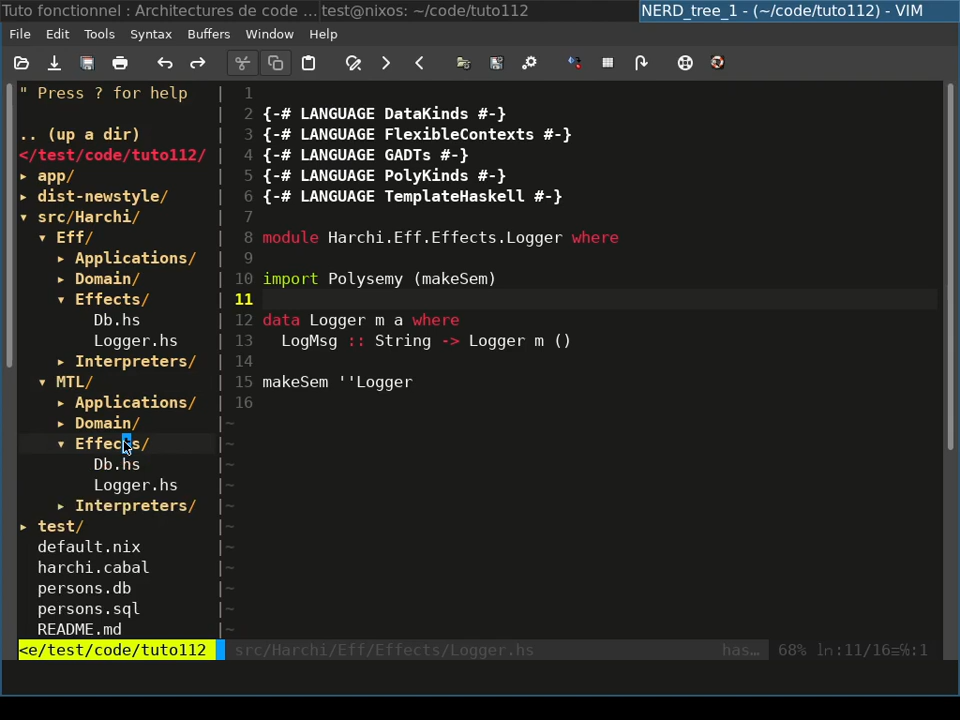 Tuto fonctionnel : Architectures de code ... test@nixos: ~/code/tuto112 NERD_tree_1 - (~/code/tuto112) - VIM
File Edit Tools Syntax Buffers Window Help
" Press ? for help
.. (up a dir)
</test/code/tuto112/
▸ app/
▸ dist-newstyle/
▾ src/Harchi/
▾ Eff/
▸ Applications/
▸ Domain/
▾ Effects/
Db.hs
Logger.hs
▸ Interpreters/
▾ MTL/
▸ Applications/
▸ Domain/
▾ Effects/
Db.hs
Logger.hs
▸ Interpreters/
▸ test/
default.nix
harchi.cabal
persons.db
persons.sql
README.md
<e/test/code/tuto112
1
2 {-# LANGUAGE DataKinds #-}
3 {-# LANGUAGE FlexibleContexts #-}
4 {-# LANGUAGE GADTs #-}
5 {-# LANGUAGE PolyKinds #-}
6 {-# LANGUAGE TemplateHaskell #-}
7
8 module Harchi.Eff.Effects.Logger where
9
10 import Polysemy (makeSem)
11
12 data Logger m a where
13   LogMsg :: String -> Logger m ()
14
15 makeSem ''Logger
16
~
~
~
~
~
~
~
~
~
~
~
src/Harchi/Eff/Effects/Logger.hs has… 68% ㏑:11/16≡℅:1